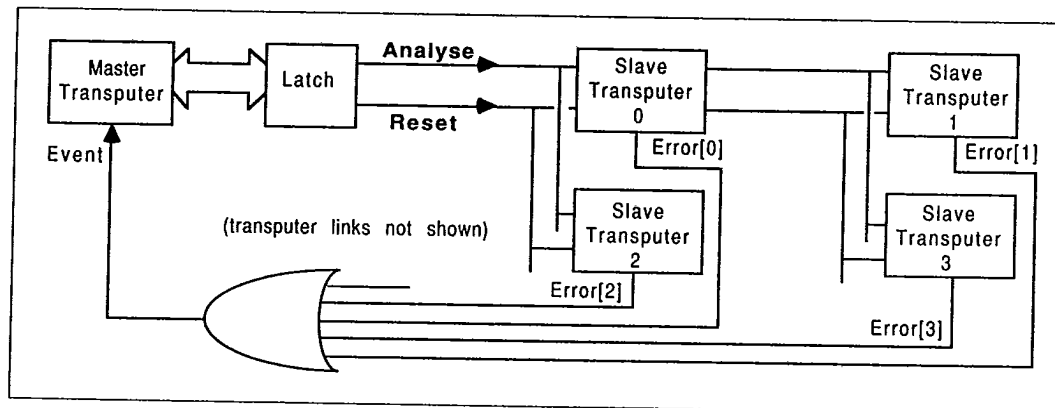 Master
Transputer
Latch
Analyse
Reset
Slave
Transputer
0
Slave
Transputer
1
Event
Error[0]
Error[1]
(transputer links not shown)
Slave
Transputer
2
Slave
Transputer
3
Error[2]
Error[3]